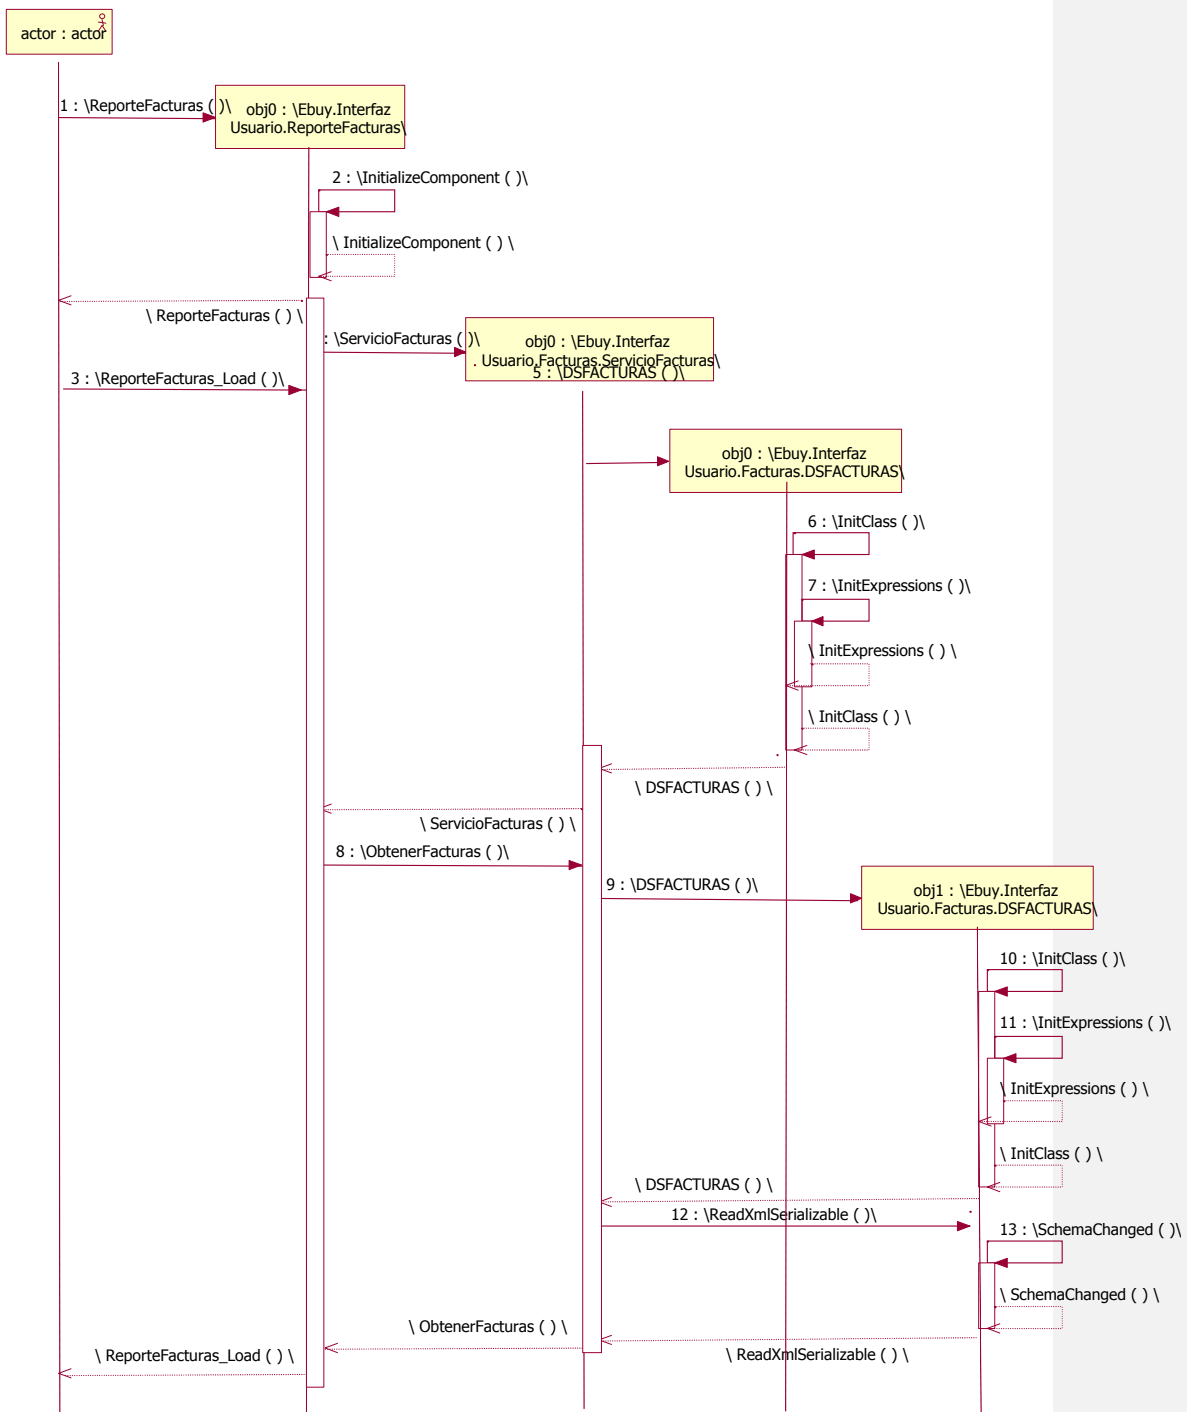 actor : actor
1 : \ReporteFacturas ( )\
obj0 : \Ebuy.Interfaz
Usuario.ReporteFacturas\
2 : \InitializeComponent ( )\
\ InitializeComponent ( ) \
\ ReporteFacturas ( ) \
: \ServicioFacturas ( )\
obj0 : \Ebuy.Interfaz
. Usuario.Facturas.ServicioFacturas\
5 : \DSFACTURAS ( )\
3 : \ReporteFacturas_Load ( )\
obj0 : \Ebuy.Interfaz
Usuario.Facturas.DSFACTURAS\
6 : \InitClass ( )\
7 : \InitExpressions ( )\
\ InitExpressions ( ) \
\ InitClass ( ) \
\ DSFACTURAS ( ) \
\ ServicioFacturas ( ) \
8 : \ObtenerFacturas ( )\
9 : \DSFACTURAS ( )\
obj1 : \Ebuy.Interfaz
Usuario.Facturas.DSFACTURAS\
10 : \InitClass ( )\
11 : \InitExpressions ( )\
\ InitExpressions ( ) \
\ InitClass ( ) \
\ DSFACTURAS ( ) \
12 : \ReadXmlSerializable ( )\
13 : \SchemaChanged ( )\
\ SchemaChanged ( ) \
\ ObtenerFacturas ( ) \
\ ReadXmlSerializable ( ) \
\ ReporteFacturas_Load ( ) \